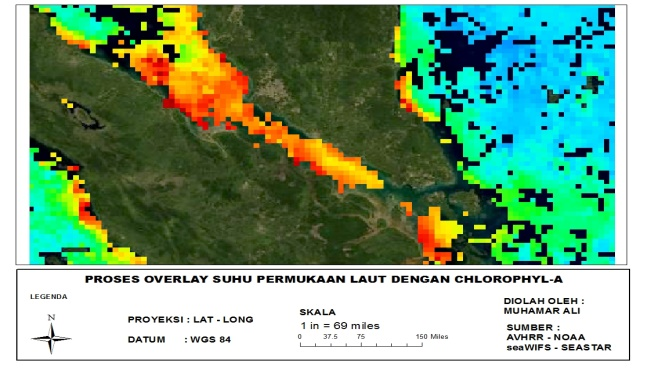 PROSES OVERLAY SUHU PERMUKAAN LAUT DENGAN CHLOROPHYL-A
LEGENDA
N
PROYEKSI : LAT - LONG
DATUM : WGS 84
SKALA
1 in = 69 miles
0 37.5 75 150 Miles
DIOLAH OLEH :
MUHAMAR ALI
SUMBER :
AVHRR - NOAA
seaWIFS - SEASTAR